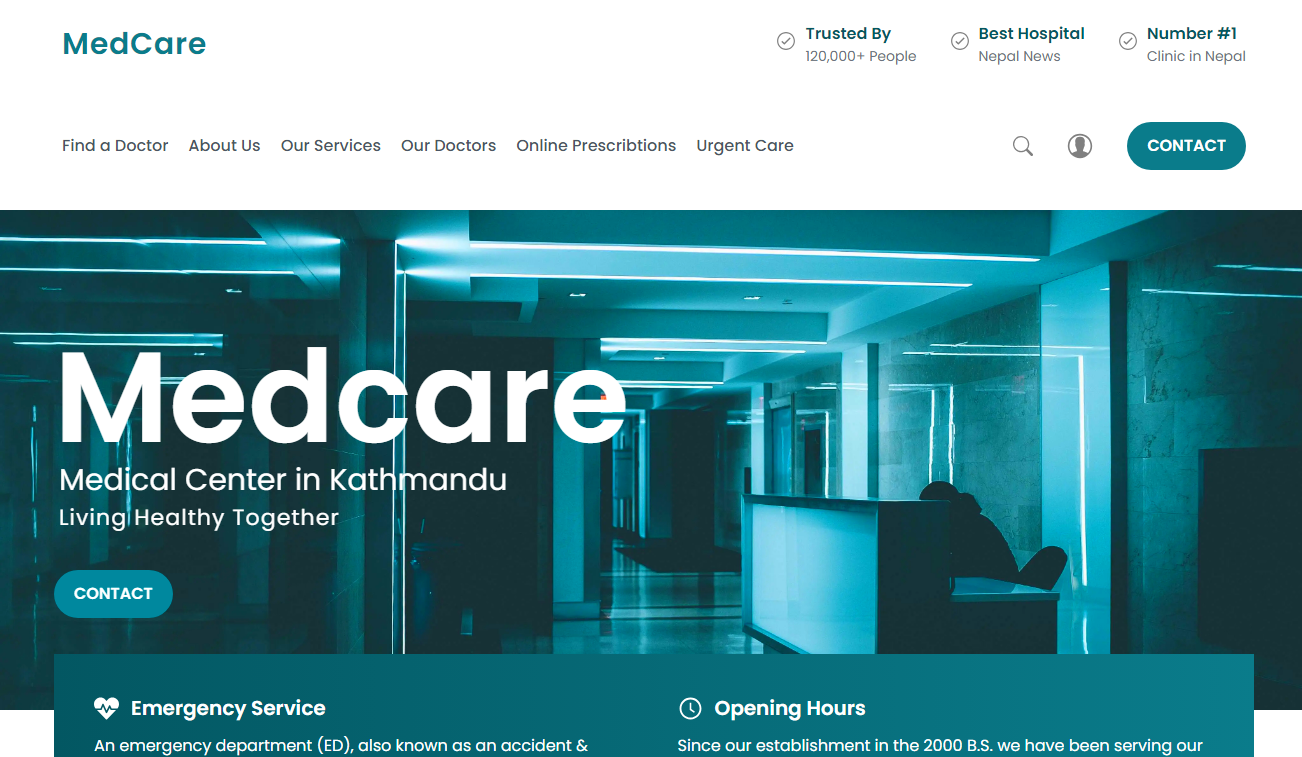 MedCare
Trusted By
120,000+ People
Best Hospital
Nepal News
Number #1
Clinic in Nepal
Find a Doctor About Us Our Services Our Doctors Online Prescribtions Urgent Care
CONTACT
Medcare
Medical Center in Kathmandu
Living Healthy Together
CONTACT
Emergency Service
An emergency department (ED), also known as an accident &
Opening Hours
Since our establishment in the 2000 B.S. we have been serving our